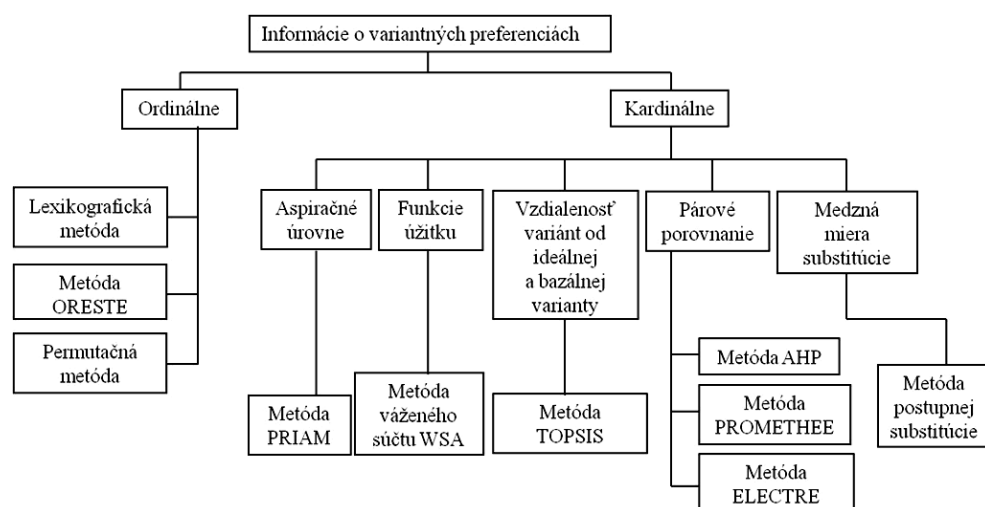 Informácie o variantných preferenciách
Ordinálne
Kardinálne
Lexikografická
metóda
Metóda
ORESTE
Permutačná
metóda
Aspiračné
úrovne
Funkcie
úžitku
Vzdialenosť
variánt od
ideálnej
a bazálnej
varianty
Párové
porovnanie
Medzná
miera
substitúcie
Metóda
PRIAM
Metóda
váženého
súčtu WSA
Metóda
TOPSIS
Metóda AHP
Metóda
PROMETHEE
Metóda
ELECTRE
Metóda
postupnej
substitúcie